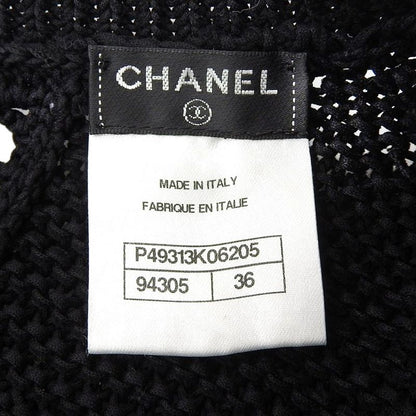 CHANEL
MADE IN ITALY
FABRIQUE EN ITALIE
P49313K06205
94305 36